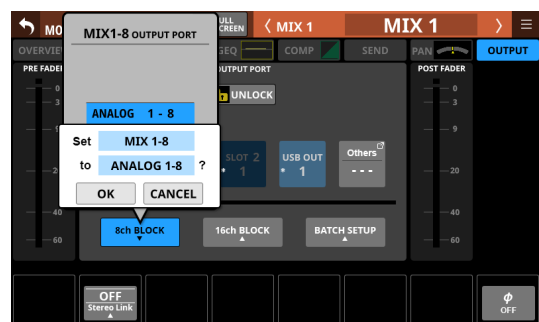 MO
MIX1-8 OUTPUT PORT
ULL
CREEN
MIX 1
MIX 1
OVERVIE
GEQ
COMP
SEND
PAN
OUTPUT
PRE FADE
OUTPUT PORT
POST FADER
UNLOCK
ANALOG 1 - 8
Set MIX 1-8
to ANALOG 1-8 ?
OK CANCEL
SLOT 2
* 1
USB OUT
* 1
Others
---
0
3
9
20
40
60
0
3
9
2
40
60
8ch BLOCK
16ch BLOCK
BATCH SETUP
OFF
Stereo Link
φ
OFF